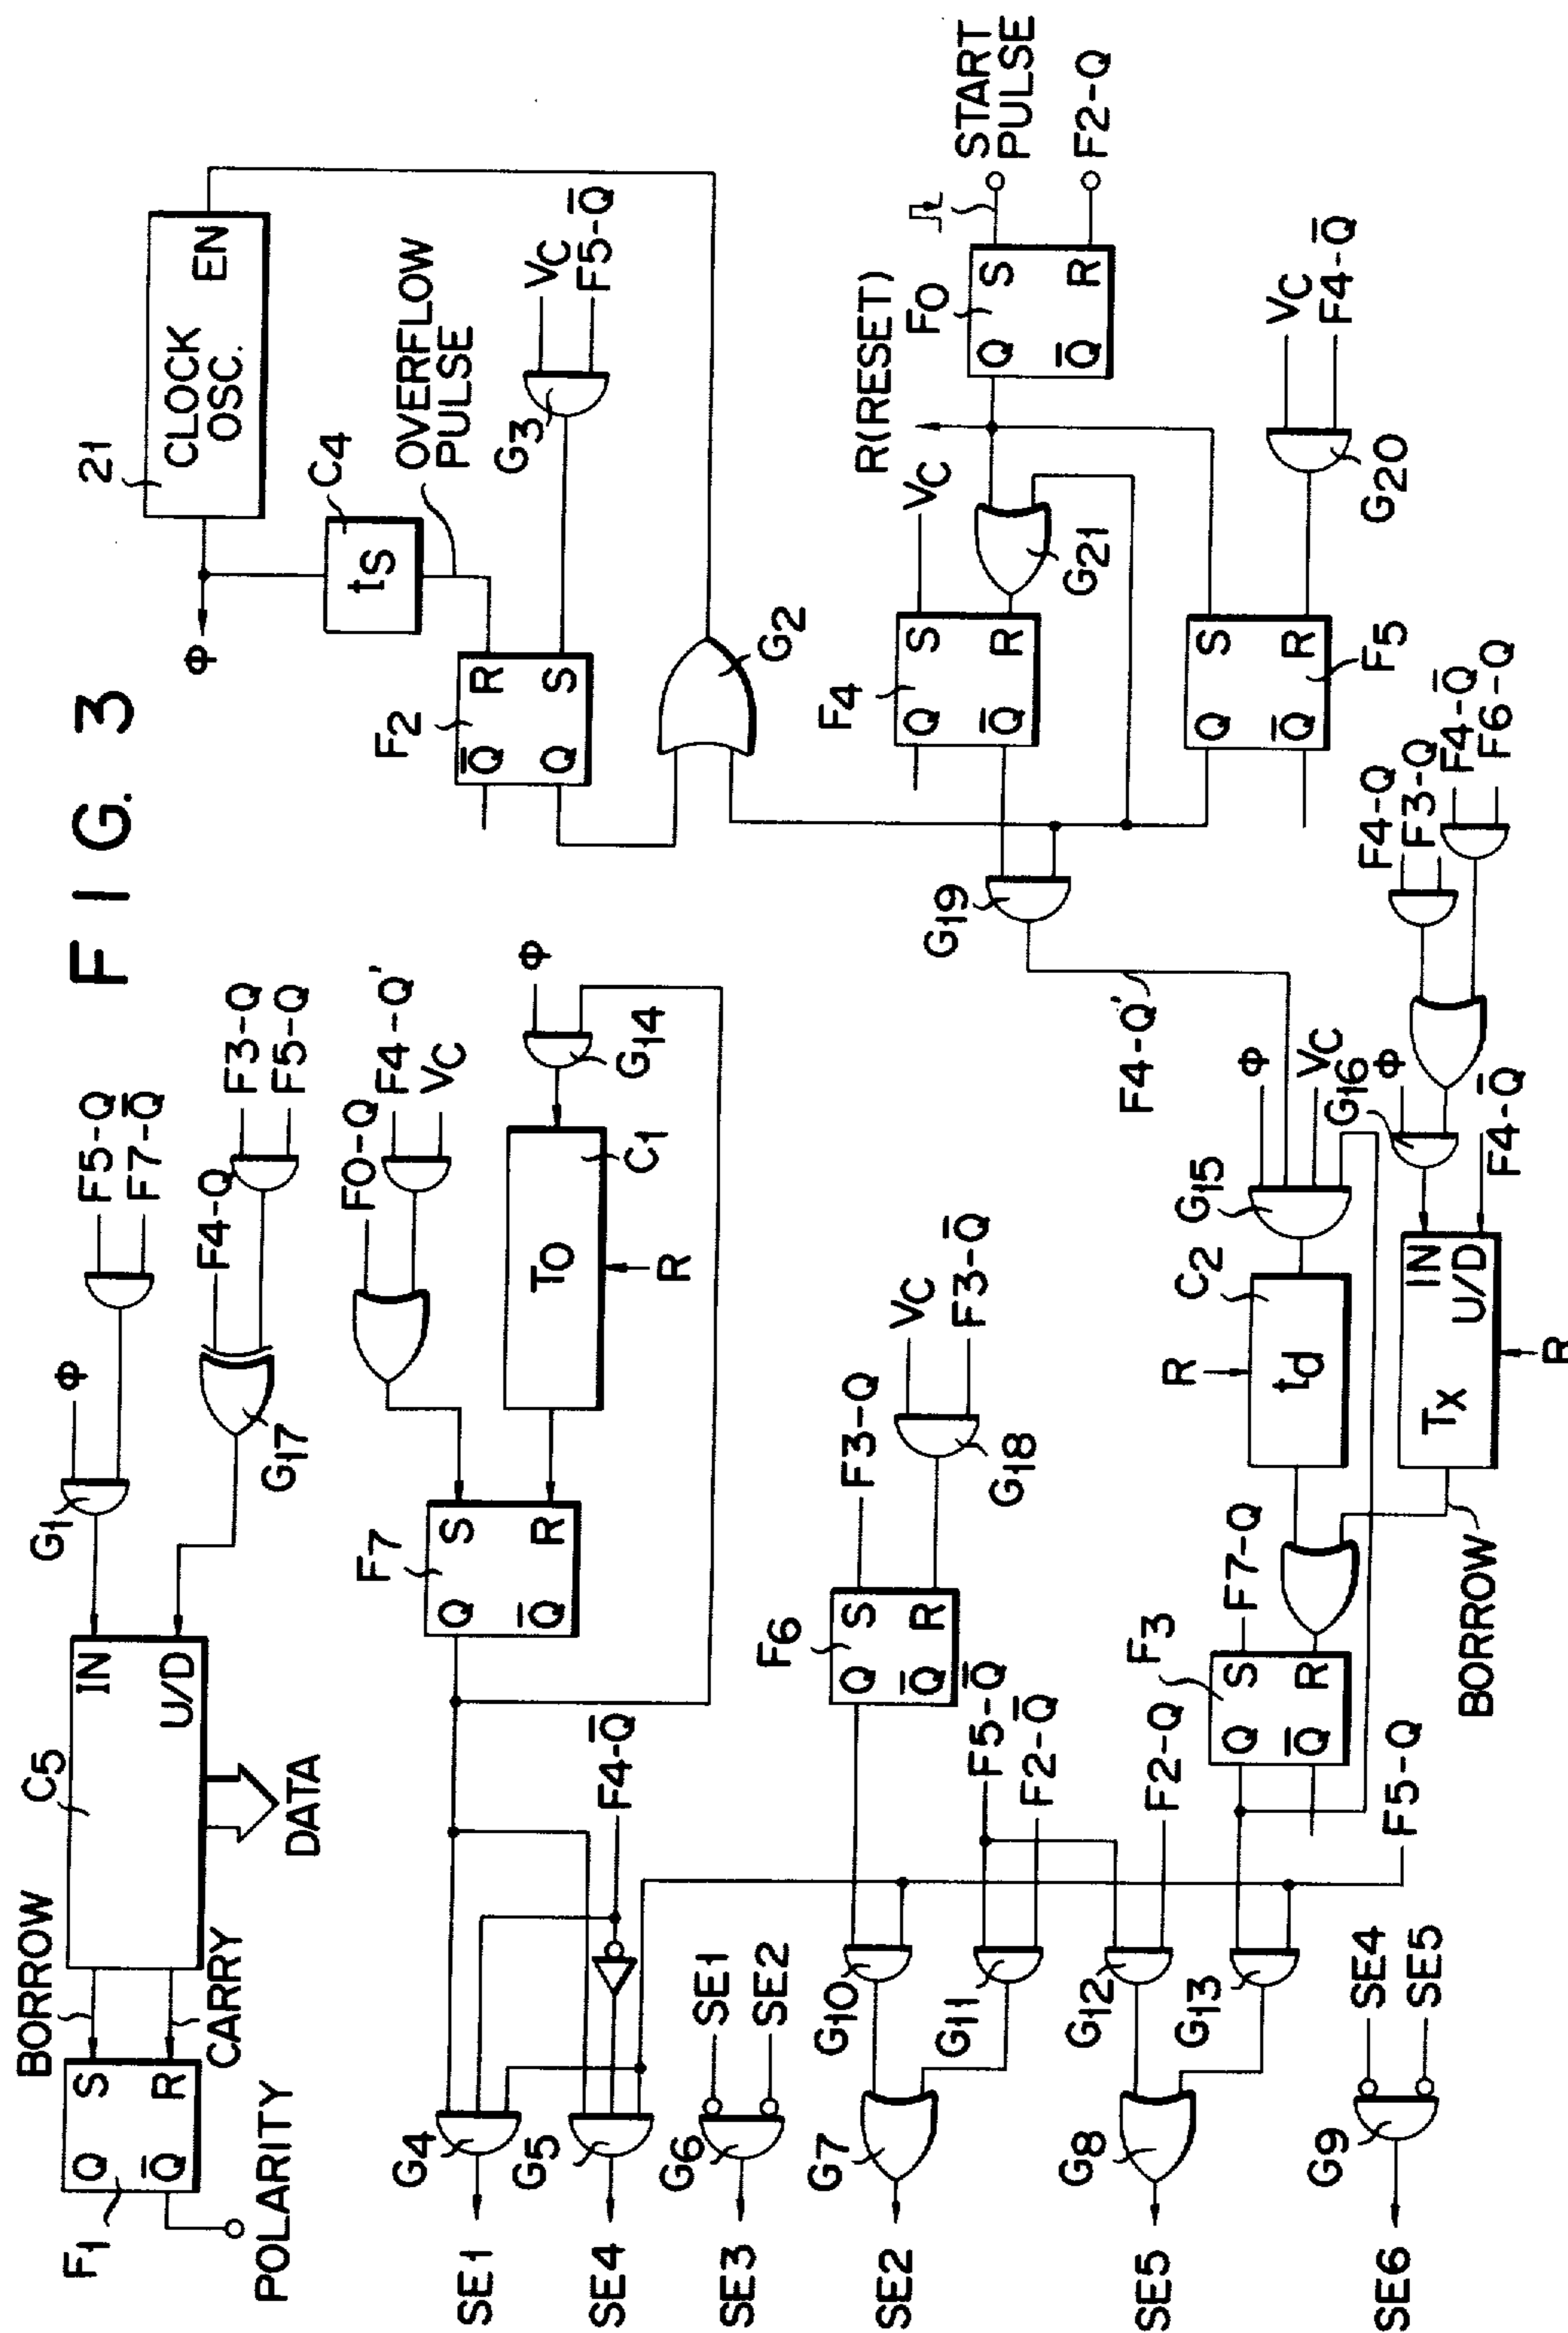 FIG. 3
BORROW
C5
IN
U/D
F1
Q
S
Q̅
R
CARRY
POLARITY
DATA
G1
Φ
F5-Q
F7-Q̅
F4-Q
F3-Q
F5-Q
G17
Φ
21
CLOCK
OSC.
EN
C4
ts
OVERFLOW
PULSE
F2
Q̅
R
Q
S
G3
VC
F5-Q̅
G2
F7
Q
S
Q̅
R
F0-Q
F4-Q'
VC
T0
C1
R
G14
Φ
F4-Q̅
G4
SE1
G5
SE4
G6
SE3
SE1
SE2
F6
Q
S
Q̅
R
F3-Q
VC
F3-Q̅
G18
G10
F5-Q̅
F2-Q̅
G11
G7
SE2
G12
F2-Q
G13
G8
SE5
F5-Q
SE4
SE5
G9
SE6
F3
Q
S
Q̅
R
F7-Q
BORROW
C2
td
R
G15
Φ
VC
F4-Q'
G16
Φ
Tx
IN
U/D
R
F4-Q̅
F4-Q
F3-Q
F4-Q̅
F6-Q
G19
F4
Q
S
Q̅
R
VC
G21
R(RESET)
F0
Q
S
Q̅
R
START
PULSE
F2-Q
F5
Q
S
Q̅
R
G20
VC
F4-Q̅